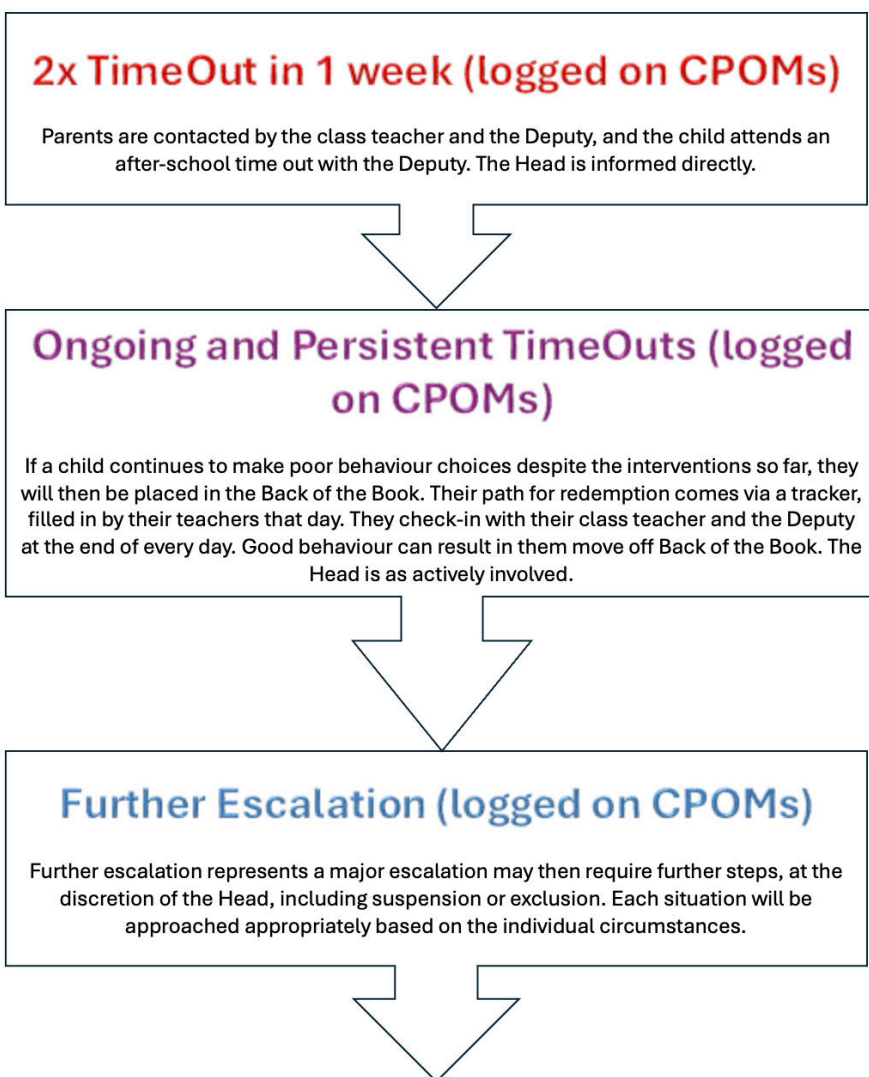 2x TimeOut in 1 week (logged on CPOMs)
Parents are contacted by the class teacher and the Deputy, and the child attends an
after-school time out with the Deputy. The Head is informed directly.
Ongoing and Persistent TimeOuts (logged
on CPOMs)
If a child continues to make poor behaviour choices despite the interventions so far, they
will then be placed in the Back of the Book. Their path for redemption comes via a tracker,
filled in by their teachers that day. They check-in with their class teacher and the Deputy
at the end of every day. Good behaviour can result in them move off Back of the Book. The
Head is as actively involved.
Further Escalation (logged on CPOMs)
Further escalation represents a major escalation may then require further steps, at the
discretion of the Head, including suspension or exclusion. Each situation will be
approached appropriately based on the individual circumstances.